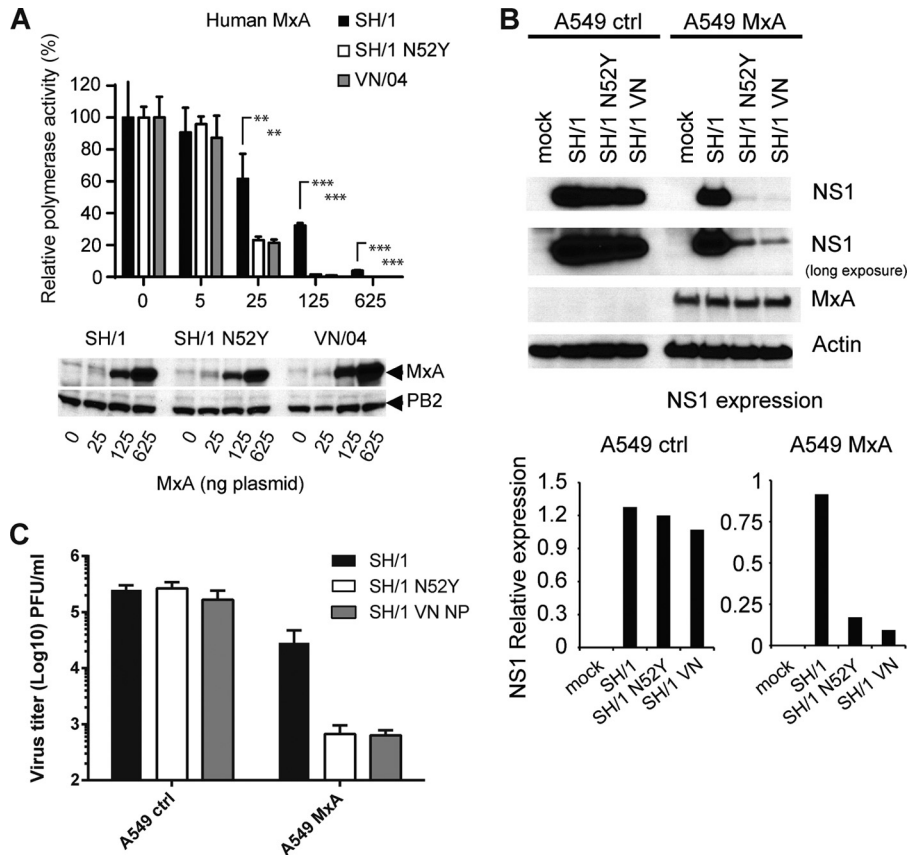 A
Human MxA
SH/1
SH/1 N52Y
VN/04
Relative polymerase activity (%)
120
100
80
60
40
20
0
**
**
***
***
***
***
0 5 25 125 625
SH/1 SH/1 N52Y VN/04
MxA
PB2
0 25 125 625 0 25 125 625 0 25 125 625
MxA (ng plasmid)
B
A549 ctrl A549 MxA
mock SH/1 SH/1 N52Y SH/1 VN mock SH/1 SH/1 N52Y SH/1 VN
NS1
NS1
(long exposure)
MxA
Actin
NS1 expression
A549 ctrl A549 MxA
NS1 Relative expression
1.5
1.2
0.9
0.6
0.3
0
mock SH/1 SH/1 N52Y SH/1 VN
1
0.75
0.5
0.25
0
mock SH/1 SH/1 N52Y SH/1 VN
C
SH/1
SH/1 N52Y
SH/1 VN NP
Virus titer (Log10) PFU/ml
6
5
4
3
2
A549 ctrl A549 MxA